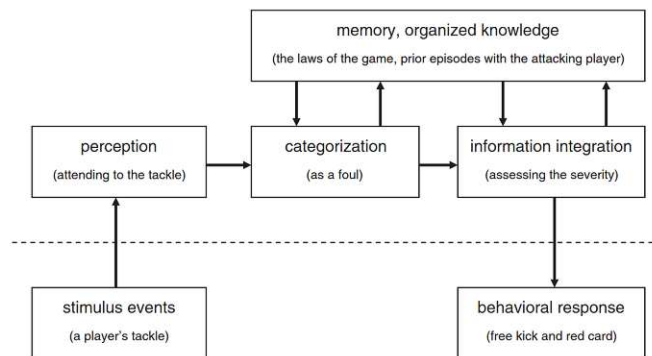 memory, organized knowledge
(the laws of the game, prior episodes with the attacking player)
perception
(attending to the tackle)
categorization
(as a foul)
information integration
(assessing the severity)
stimulus events
(a player's tackle)
behavioral response
(free kick and red card)